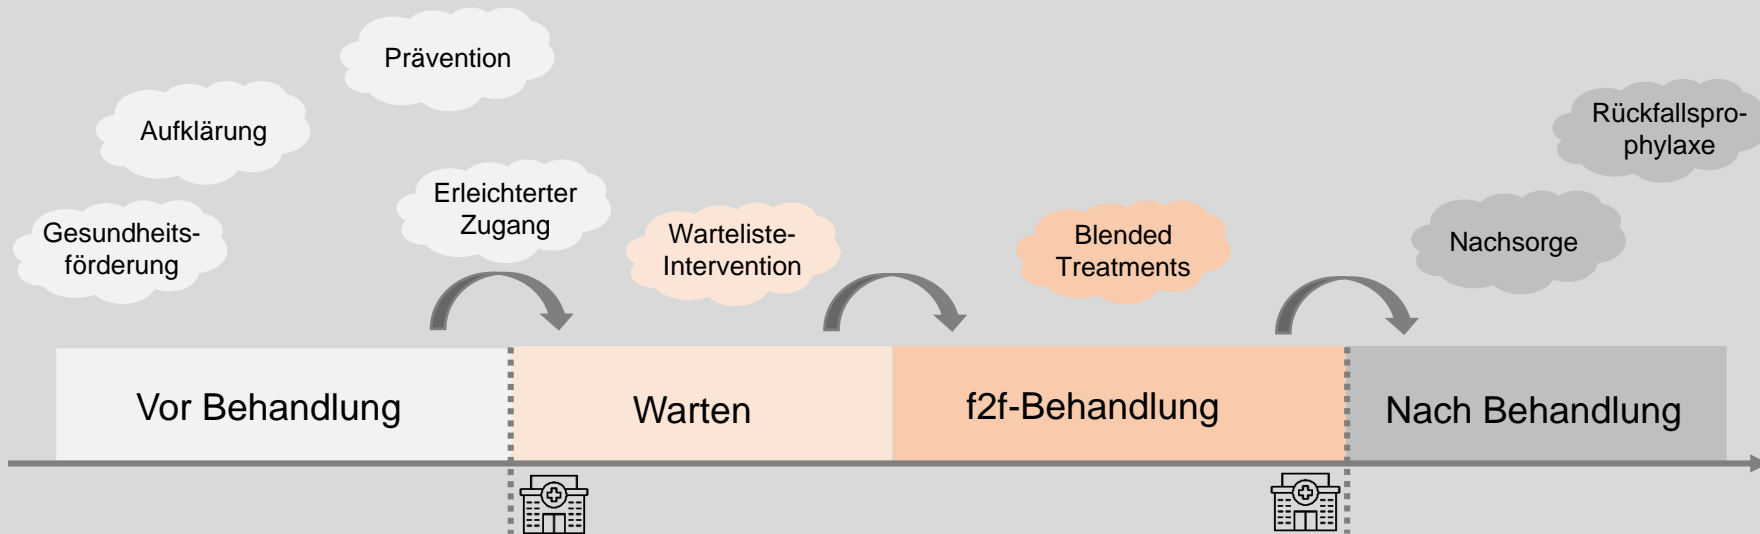 Prävention
Aufklärung
Gesundheits-
förderung
Erleichterter
Zugang
Warteliste-
Intervention
Blended
Treatments
Rückfallspro-
phylaxe
Nachsorge
Vor Behandlung
Warten
f2f-Behandlung
Nach Behandlung